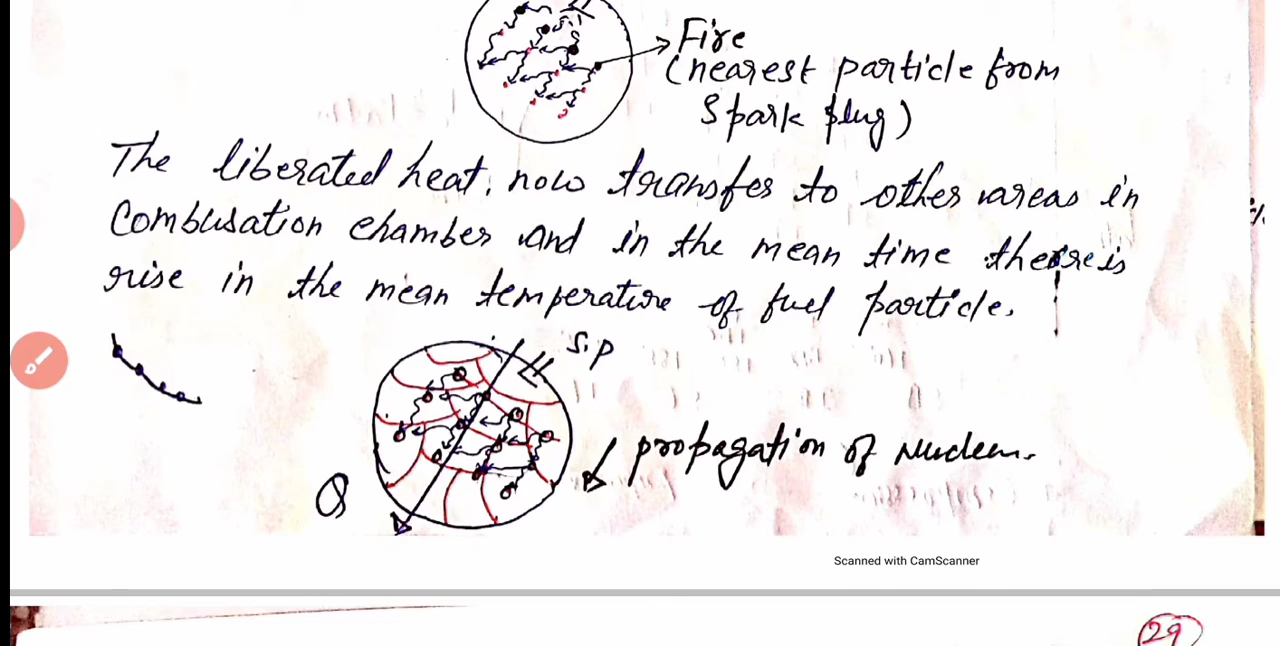 Fire
(nearest particle from
Spark plug)
The liberated heat, now transfer to other areas in
Combusation chamber and in the mean time there is
rise in the mean temperature of fuel particle.
S.P
propagation of Nucleus.
Q
Scanned with CamScanner
29